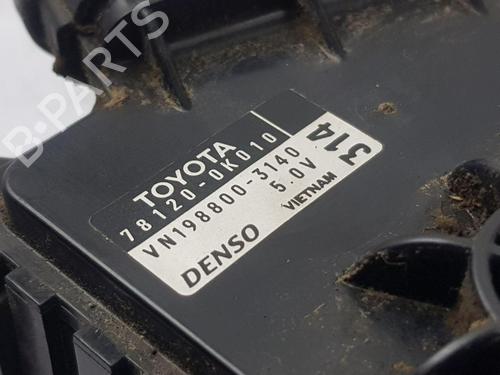 TOYOTA
78120-0K010
VN198800-3140
314
5.0V
DENSO
VIETNAM
B-PARTS